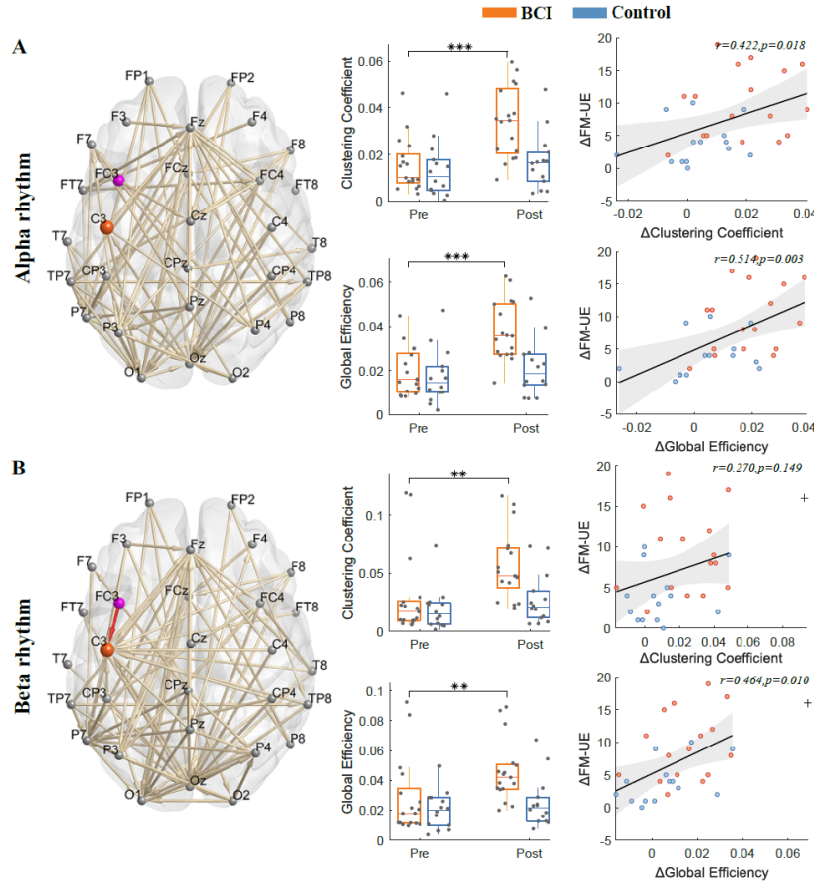 BCI Control
A
Alpha rhythm
FP1 FP2
F3 Fz F4
F7 F8
FC3 FCz FC4
FT7 FT8
C3 Cz C4
T7 T8
CP3 CPz CP4
TP7 TP8
Pz
P7 P3 P4 P8
O1 Oz O2
Clustering Coefficient
0.06
0.04
0.02
0
***
Pre Post
ΔFM-UE
20
15
10
5
0
-5
r=0.422,p=0.018
-0.02 0 0.02 0.04
ΔClustering Coefficient
Global Efficiency
0.06
0.04
0.02
0
***
Pre Post
ΔFM-UE
20
15
10
5
0
-5
r=0.514,p=0.003
-0.02 0 0.02 0.04
ΔGlobal Efficiency
B
Beta rhythm
FP1 FP2
F3 Fz F4
F7 F8
FC3 FCz FC4
FT7 FT8
C3 Cz C4
T7 T8
CP3 CPz CP4
TP7 TP8
Pz
P7 P3 P4 P8
O1 Oz O2
Clustering Coefficient
0.1
0.05
0
**
Pre Post
ΔFM-UE
20
15
10
5
0
-5
r=0.270,p=0.149
0 0.02 0.04 0.06 0.08
ΔClustering Coefficient
Global Efficiency
0.1
0.08
0.06
0.04
0.02
0
**
Pre Post
ΔFM-UE
20
15
10
5
0
-5
r=0.464,p=0.010
0 0.02 0.04 0.06
ΔGlobal Efficiency